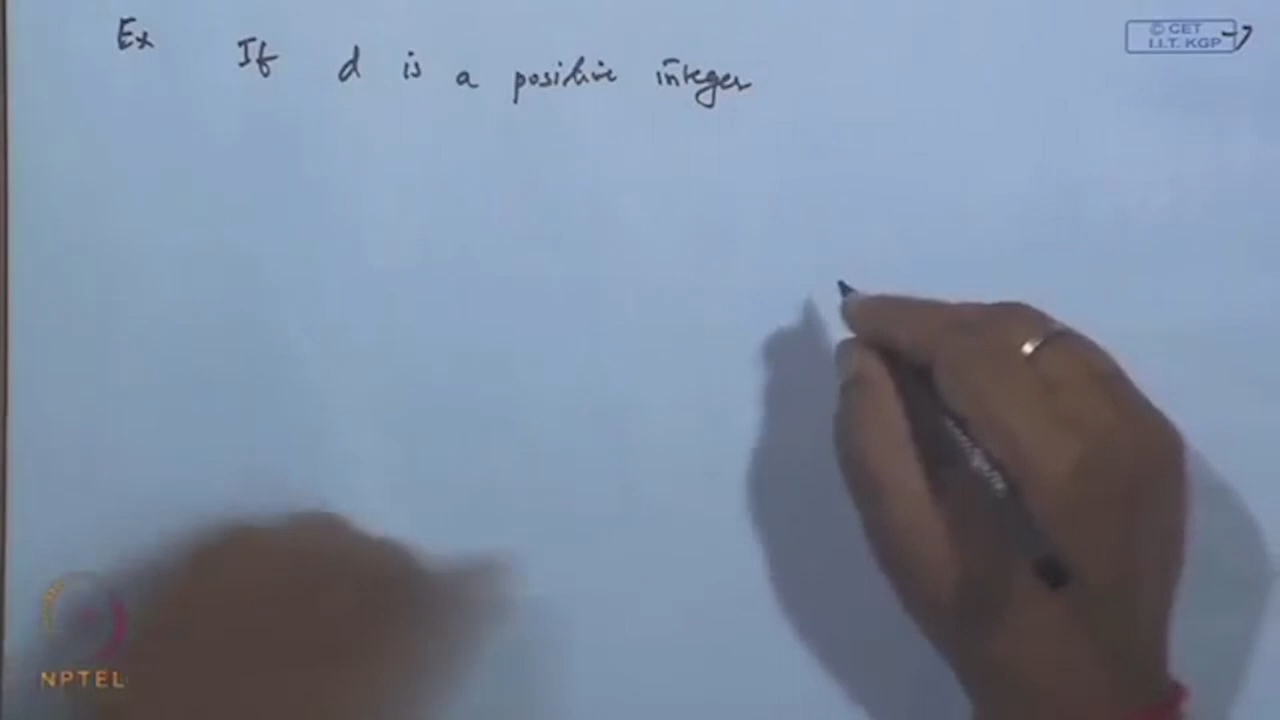 Ex If d is a positive integer
© CET
I.I.T. KGP
NPTEL